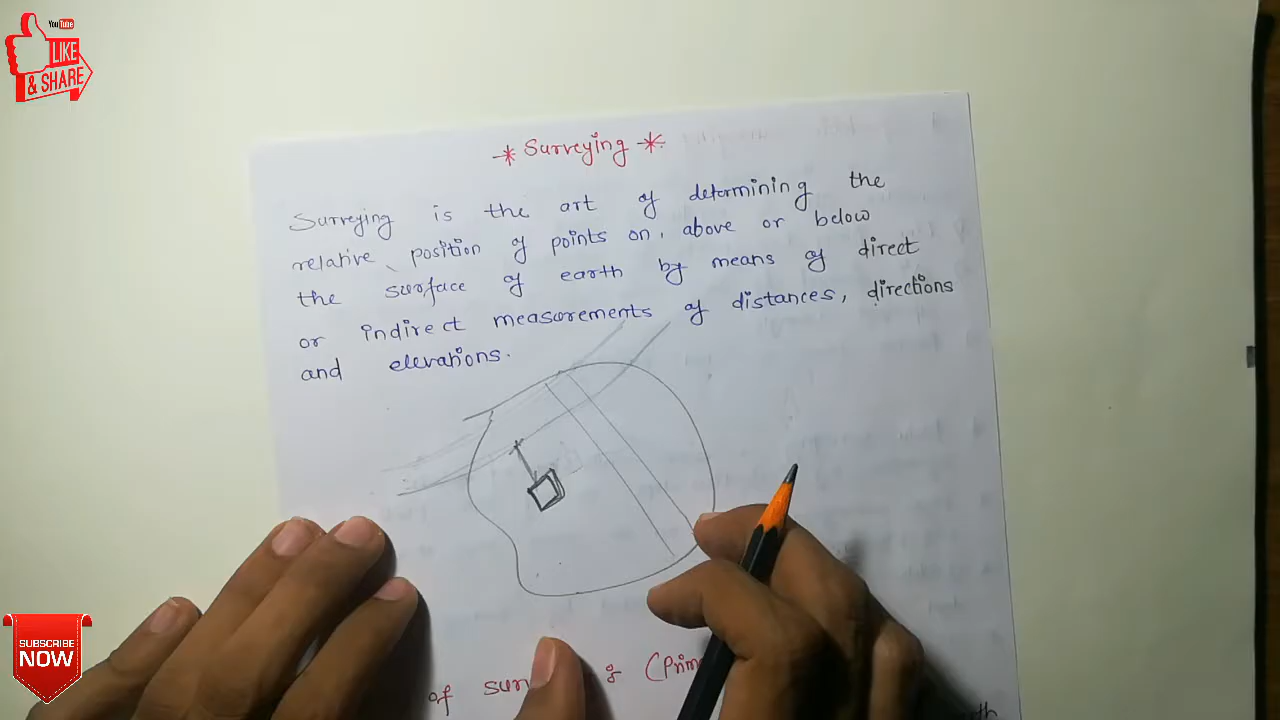 YouTube
LIKE
& SHARE
* Surveying *
Surveying is the art of determining the
relative position of points on, above or below
the surface of earth by means of direct
or indirect measurements of distances, directions
and elevations.
of
SUBSCRIBE
NOW